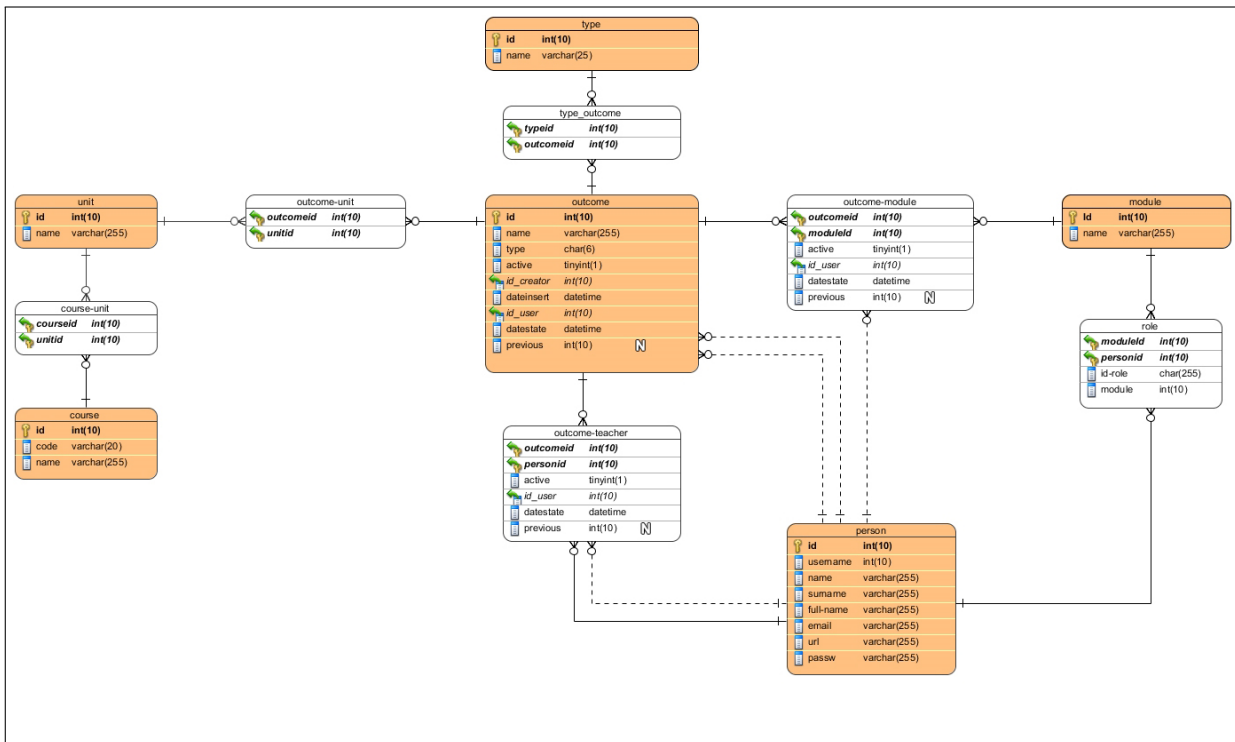 type
id int(10)
name varchar(25)
type_outcome
typeid int(10)
outcomeid int(10)
unit
id int(10)
name varchar(255)
outcome-unit
outcomeid int(10)
unitid int(10)
outcome
id int(10)
name varchar(255)
type char(6)
active tinyint(1)
id_creator int(10)
dateinsert datetime
id_user int(10)
datestate datetime
previous int(10) N
outcome-module
outcomeid int(10)
moduleId int(10)
active tinyint(1)
id_user int(10)
datestate datetime
previous int(10) N
module
Id int(10)
name varchar(255)
course-unit
courseid int(10)
unitid int(10)
role
moduleId int(10)
personid int(10)
id-role char(255)
module int(10)
course
id int(10)
code varchar(20)
name varchar(255)
outcome-teacher
outcomeid int(10)
personid int(10)
active tinyint(1)
id_user int(10)
datestate datetime
previous int(10) N
person
id int(10)
username int(10)
name varchar(255)
surname varchar(255)
full-name varchar(255)
email varchar(255)
url varchar(255)
passw varchar(255)